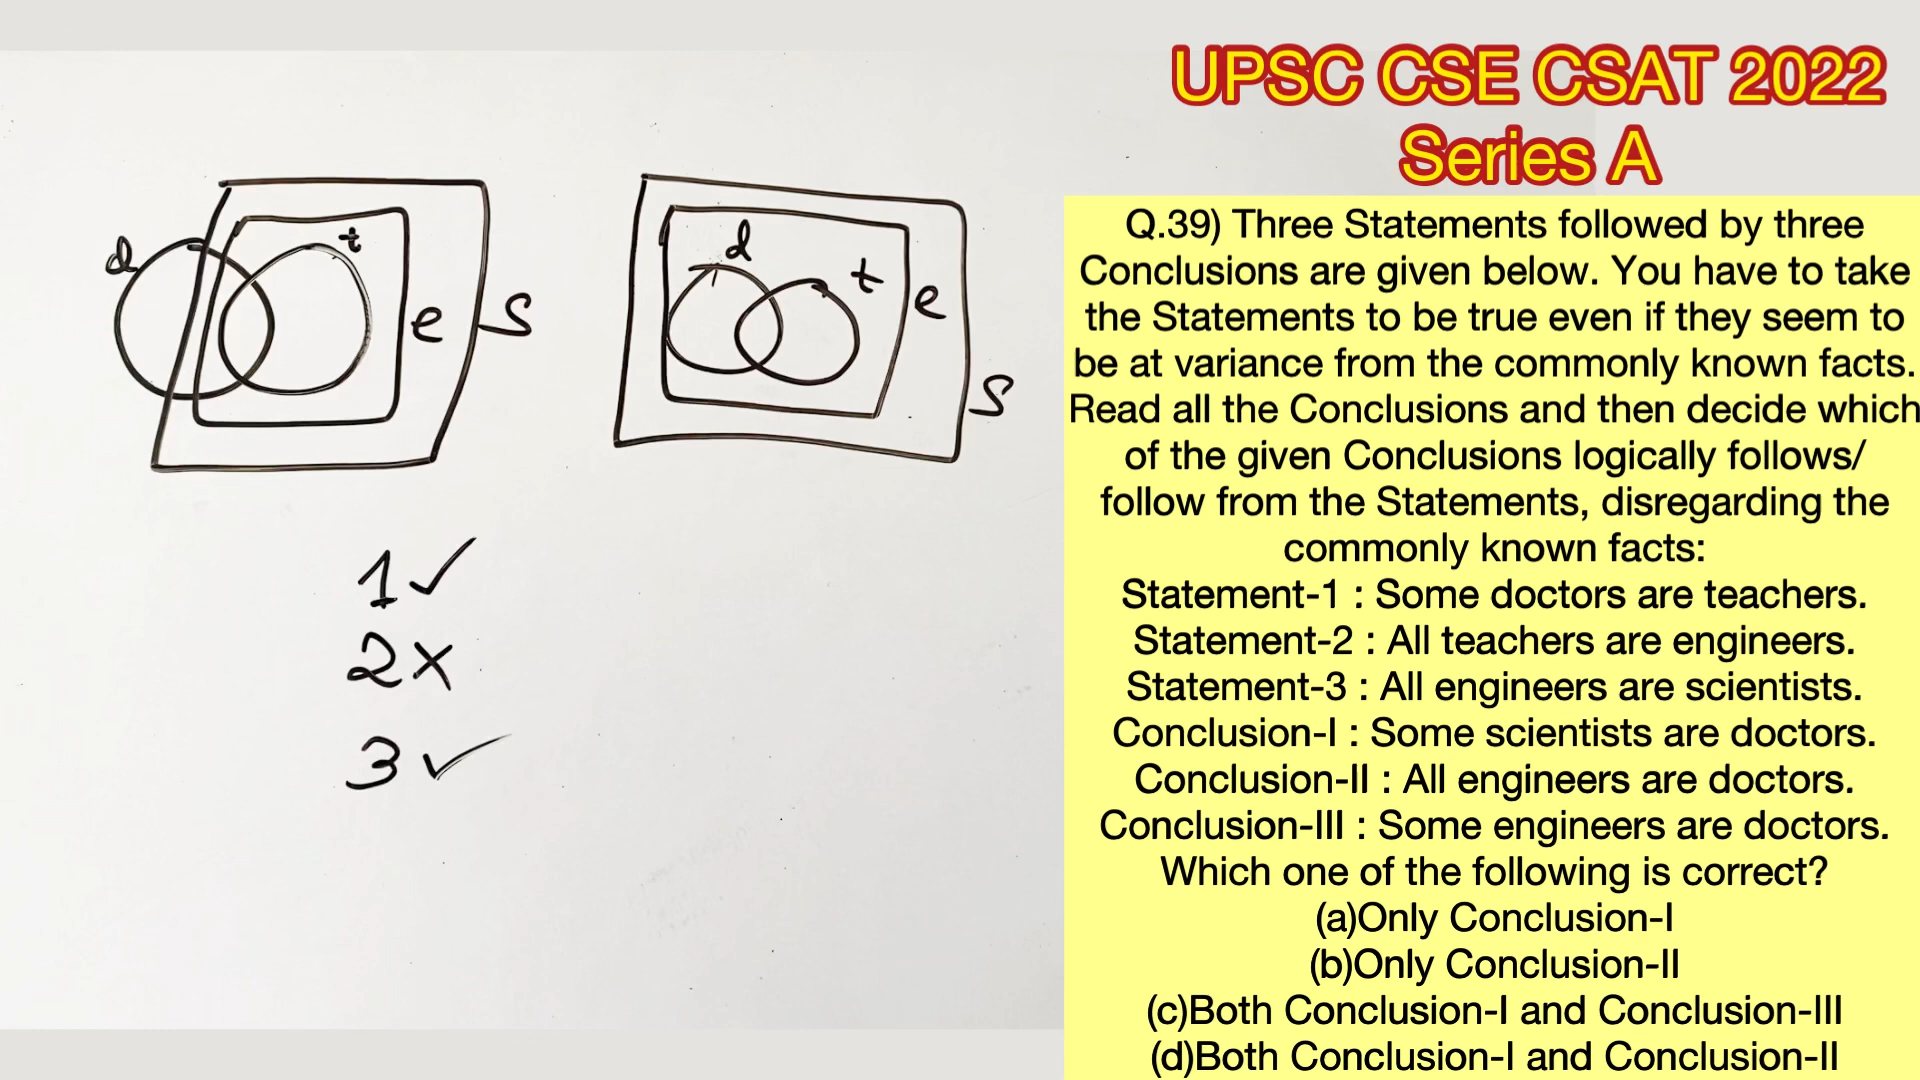 UPSC CSE CSAT 2022
Series A
d
t
e
S
d
t
e
S
1✓
2×
3✓
Q.39) Three Statements followed by three
Conclusions are given below. You have to take
the Statements to be true even if they seem to
be at variance from the commonly known facts.
Read all the Conclusions and then decide which
of the given Conclusions logically follows/
follow from the Statements, disregarding the
commonly known facts:
Statement-1 : Some doctors are teachers.
Statement-2 : All teachers are engineers.
Statement-3 : All engineers are scientists.
Conclusion-I : Some scientists are doctors.
Conclusion-II : All engineers are doctors.
Conclusion-III : Some engineers are doctors.
Which one of the following is correct?
(a)Only Conclusion-I
(b)Only Conclusion-II
(c)Both Conclusion-I and Conclusion-III
(d)Both Conclusion-I and Conclusion-II